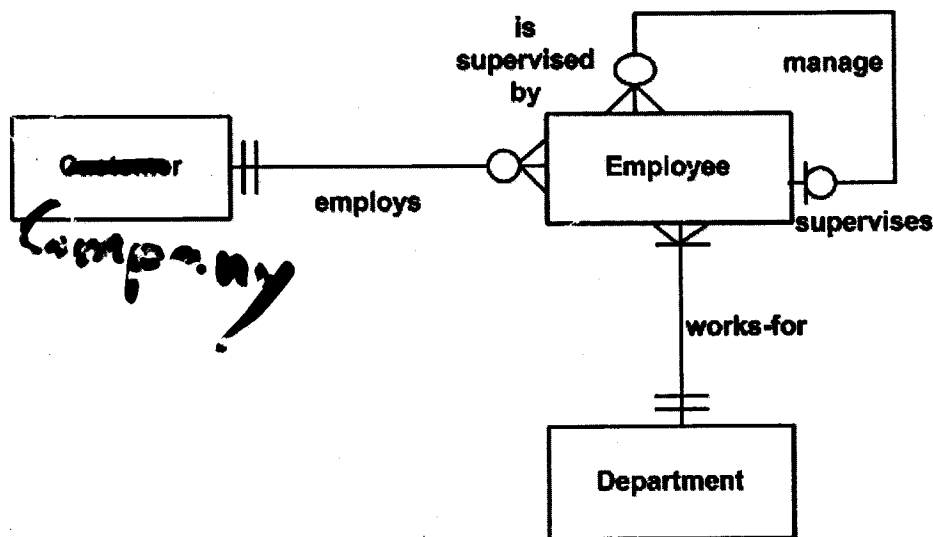 is
supervised
by
manage
Customer
Employee
employs
supervises
Company
works-for
Department